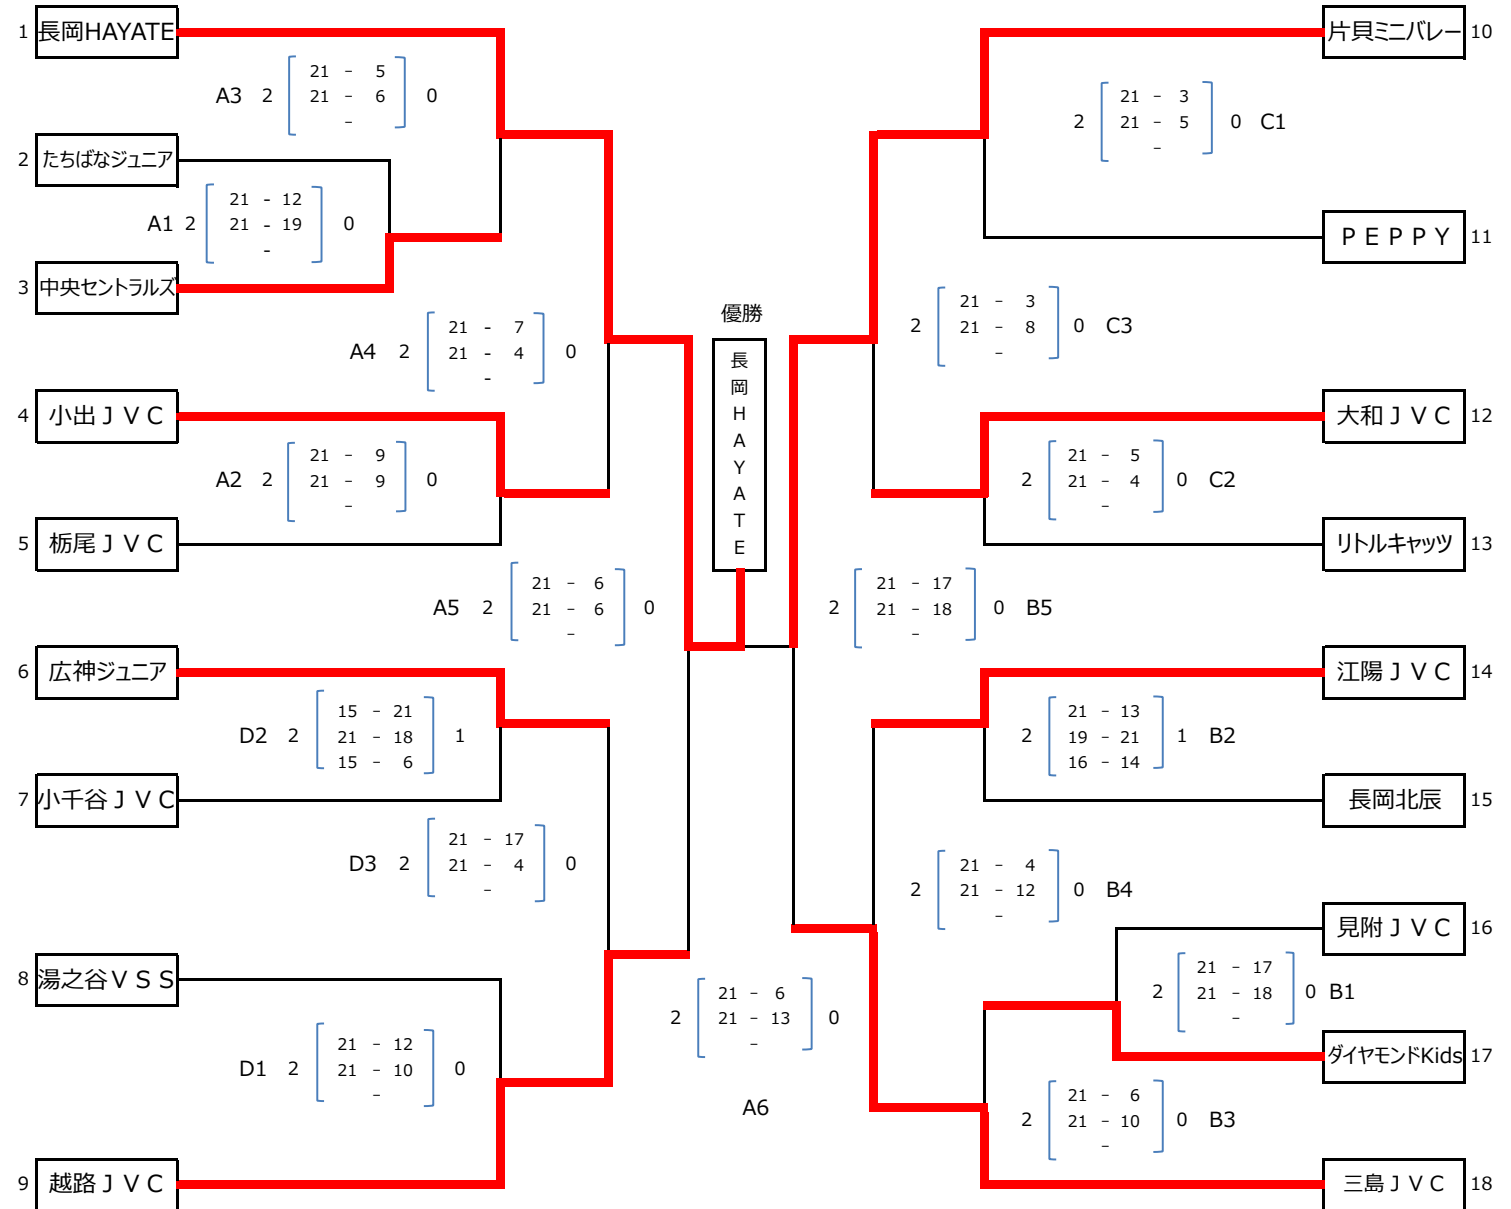 1 長岡HAYATE
A3 2 0
21 - 5
21 - 6
-
2 たちばなジュニア
A1 2 0
21 - 12
21 - 19
-
3 中央セントラルズ
A4 2 0
21 - 7
21 - 4
-
4 小出ＪＶＣ
A2 2 0
21 - 9
21 - 9
-
5 栃尾ＪＶＣ
A5 2 0
21 - 6
21 - 6
-
6 広神ジュニア
D2 2 1
15 - 21
21 - 18
15 - 6
7 小千谷ＪＶＣ
D3 2 0
21 - 17
21 - 4
-
8 湯之谷ＶＳＳ
D1 2 0
21 - 12
21 - 10
-
9 越路ＪＶＣ
優勝
長岡HAYATE
2 0
21 - 6
21 - 13
-
A6
片貝ミニバレー 10
2 0 C1
21 - 3
21 - 5
-
ＰＥＰＰＹ 11
2 0 C3
21 - 3
21 - 8
-
大和ＪＶＣ 12
2 0 C2
21 - 5
21 - 4
-
リトルキャッツ 13
2 0 B5
21 - 17
21 - 18
-
江陽ＪＶＣ 14
2 1 B2
21 - 13
19 - 21
16 - 14
長岡北辰 15
2 0 B4
21 - 4
21 - 12
-
見附ＪＶＣ 16
2 0 B1
21 - 17
21 - 18
-
ダイヤモンドKids 17
2 0 B3
21 - 6
21 - 10
-
三島ＪＶＣ 18